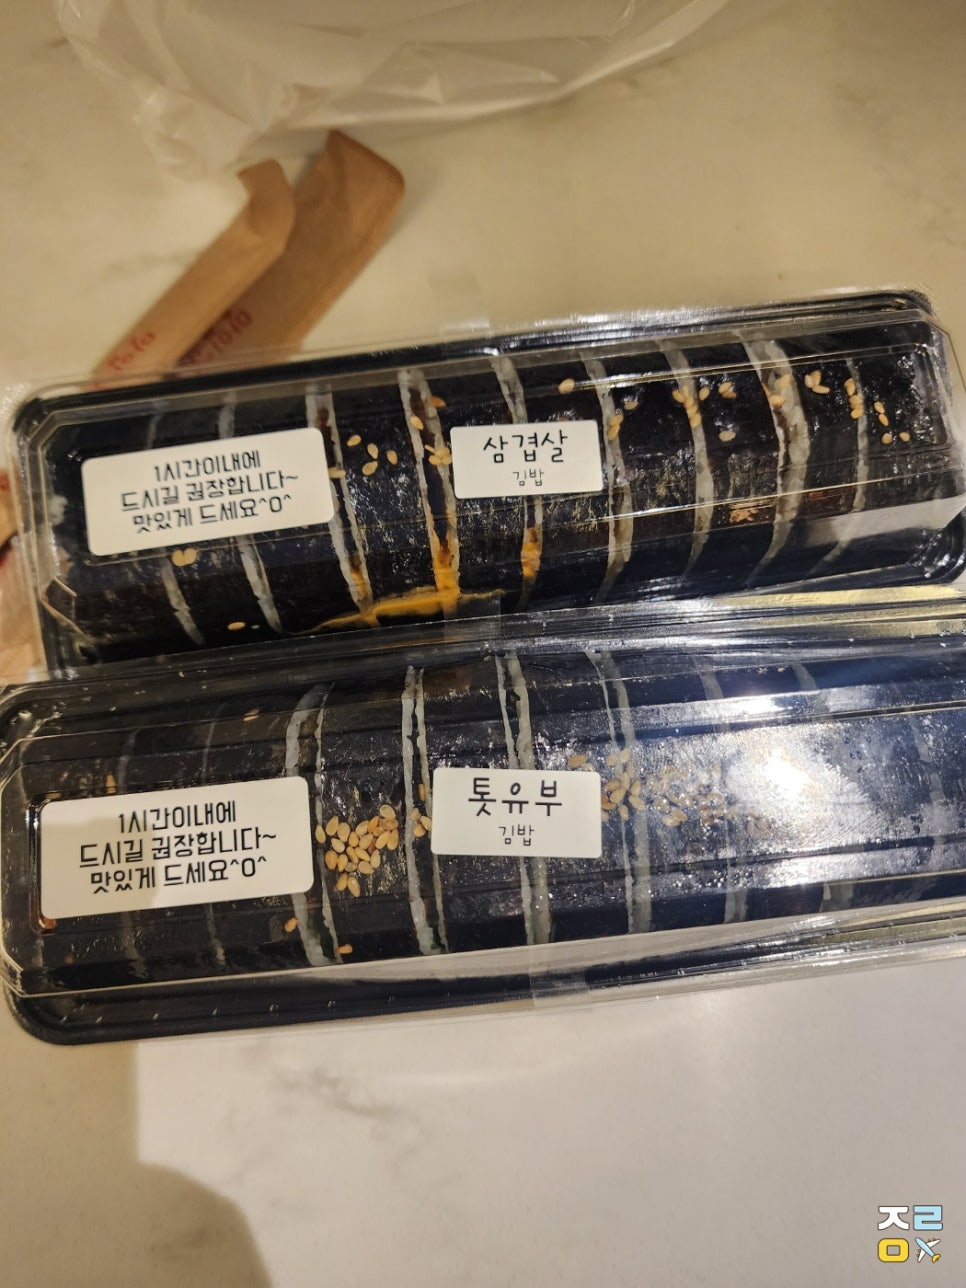 1시간이내에
드시길 권장합니다~
맛있게 드세요^0^
삼겹살
김밥
1시간이내에
드시길 권장합니다~
맛있게 드세요^0^
톳유부
김밥